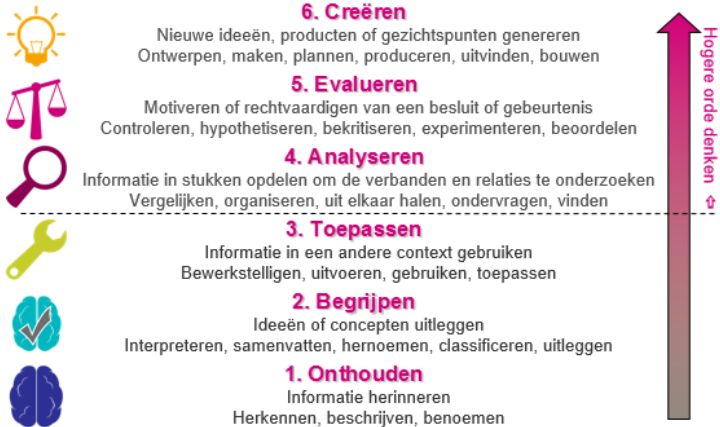 6. Creëren
Nieuwe ideeën, producten of gezichtspunten genereren
Ontwerpen, maken, plannen, produceren, uitvinden, bouwen
5. Evalueren
Motiveren of rechtvaardigen van een besluit of gebeurtenis
Controleren, hypothetiseren, bekritiseren, experimenteren, beoordelen
4. Analyseren
Informatie in stukken opdelen om de verbanden en relaties te onderzoeken
Vergelijken, organiseren, uit elkaar halen, ondervragen, vinden
3. Toepassen
Informatie in een andere context gebruiken
Bewerkstelligen, uitvoeren, gebruiken, toepassen
2. Begrijpen
Ideeën of concepten uitleggen
Interpreteren, samenvatten, hernoemen, classificeren, uitleggen
1. Onthouden
Informatie herinneren
Herkennen, beschrijven, benoemen
Hogere orde denken ⇨